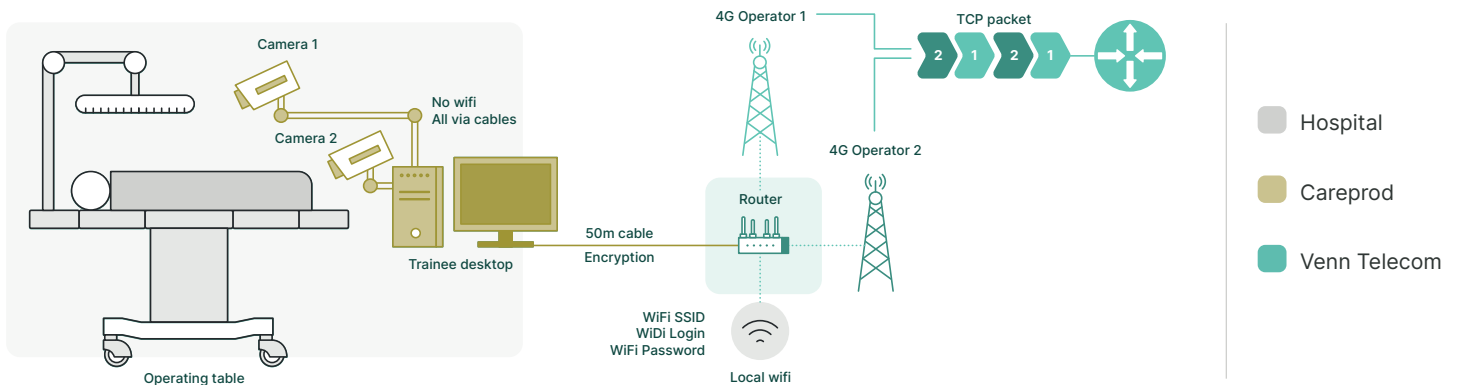 Camera 1
No wifi
All via cables
Camera 2
Trainee desktop
Operating table
50m cable
Encryption
Router
WiFi SSID
WiDi Login
WiFi Password
Local wifi
4G Operator 1
4G Operator 2
TCP packet
2 1 2 1
Hospital
Careprod
Venn Telecom